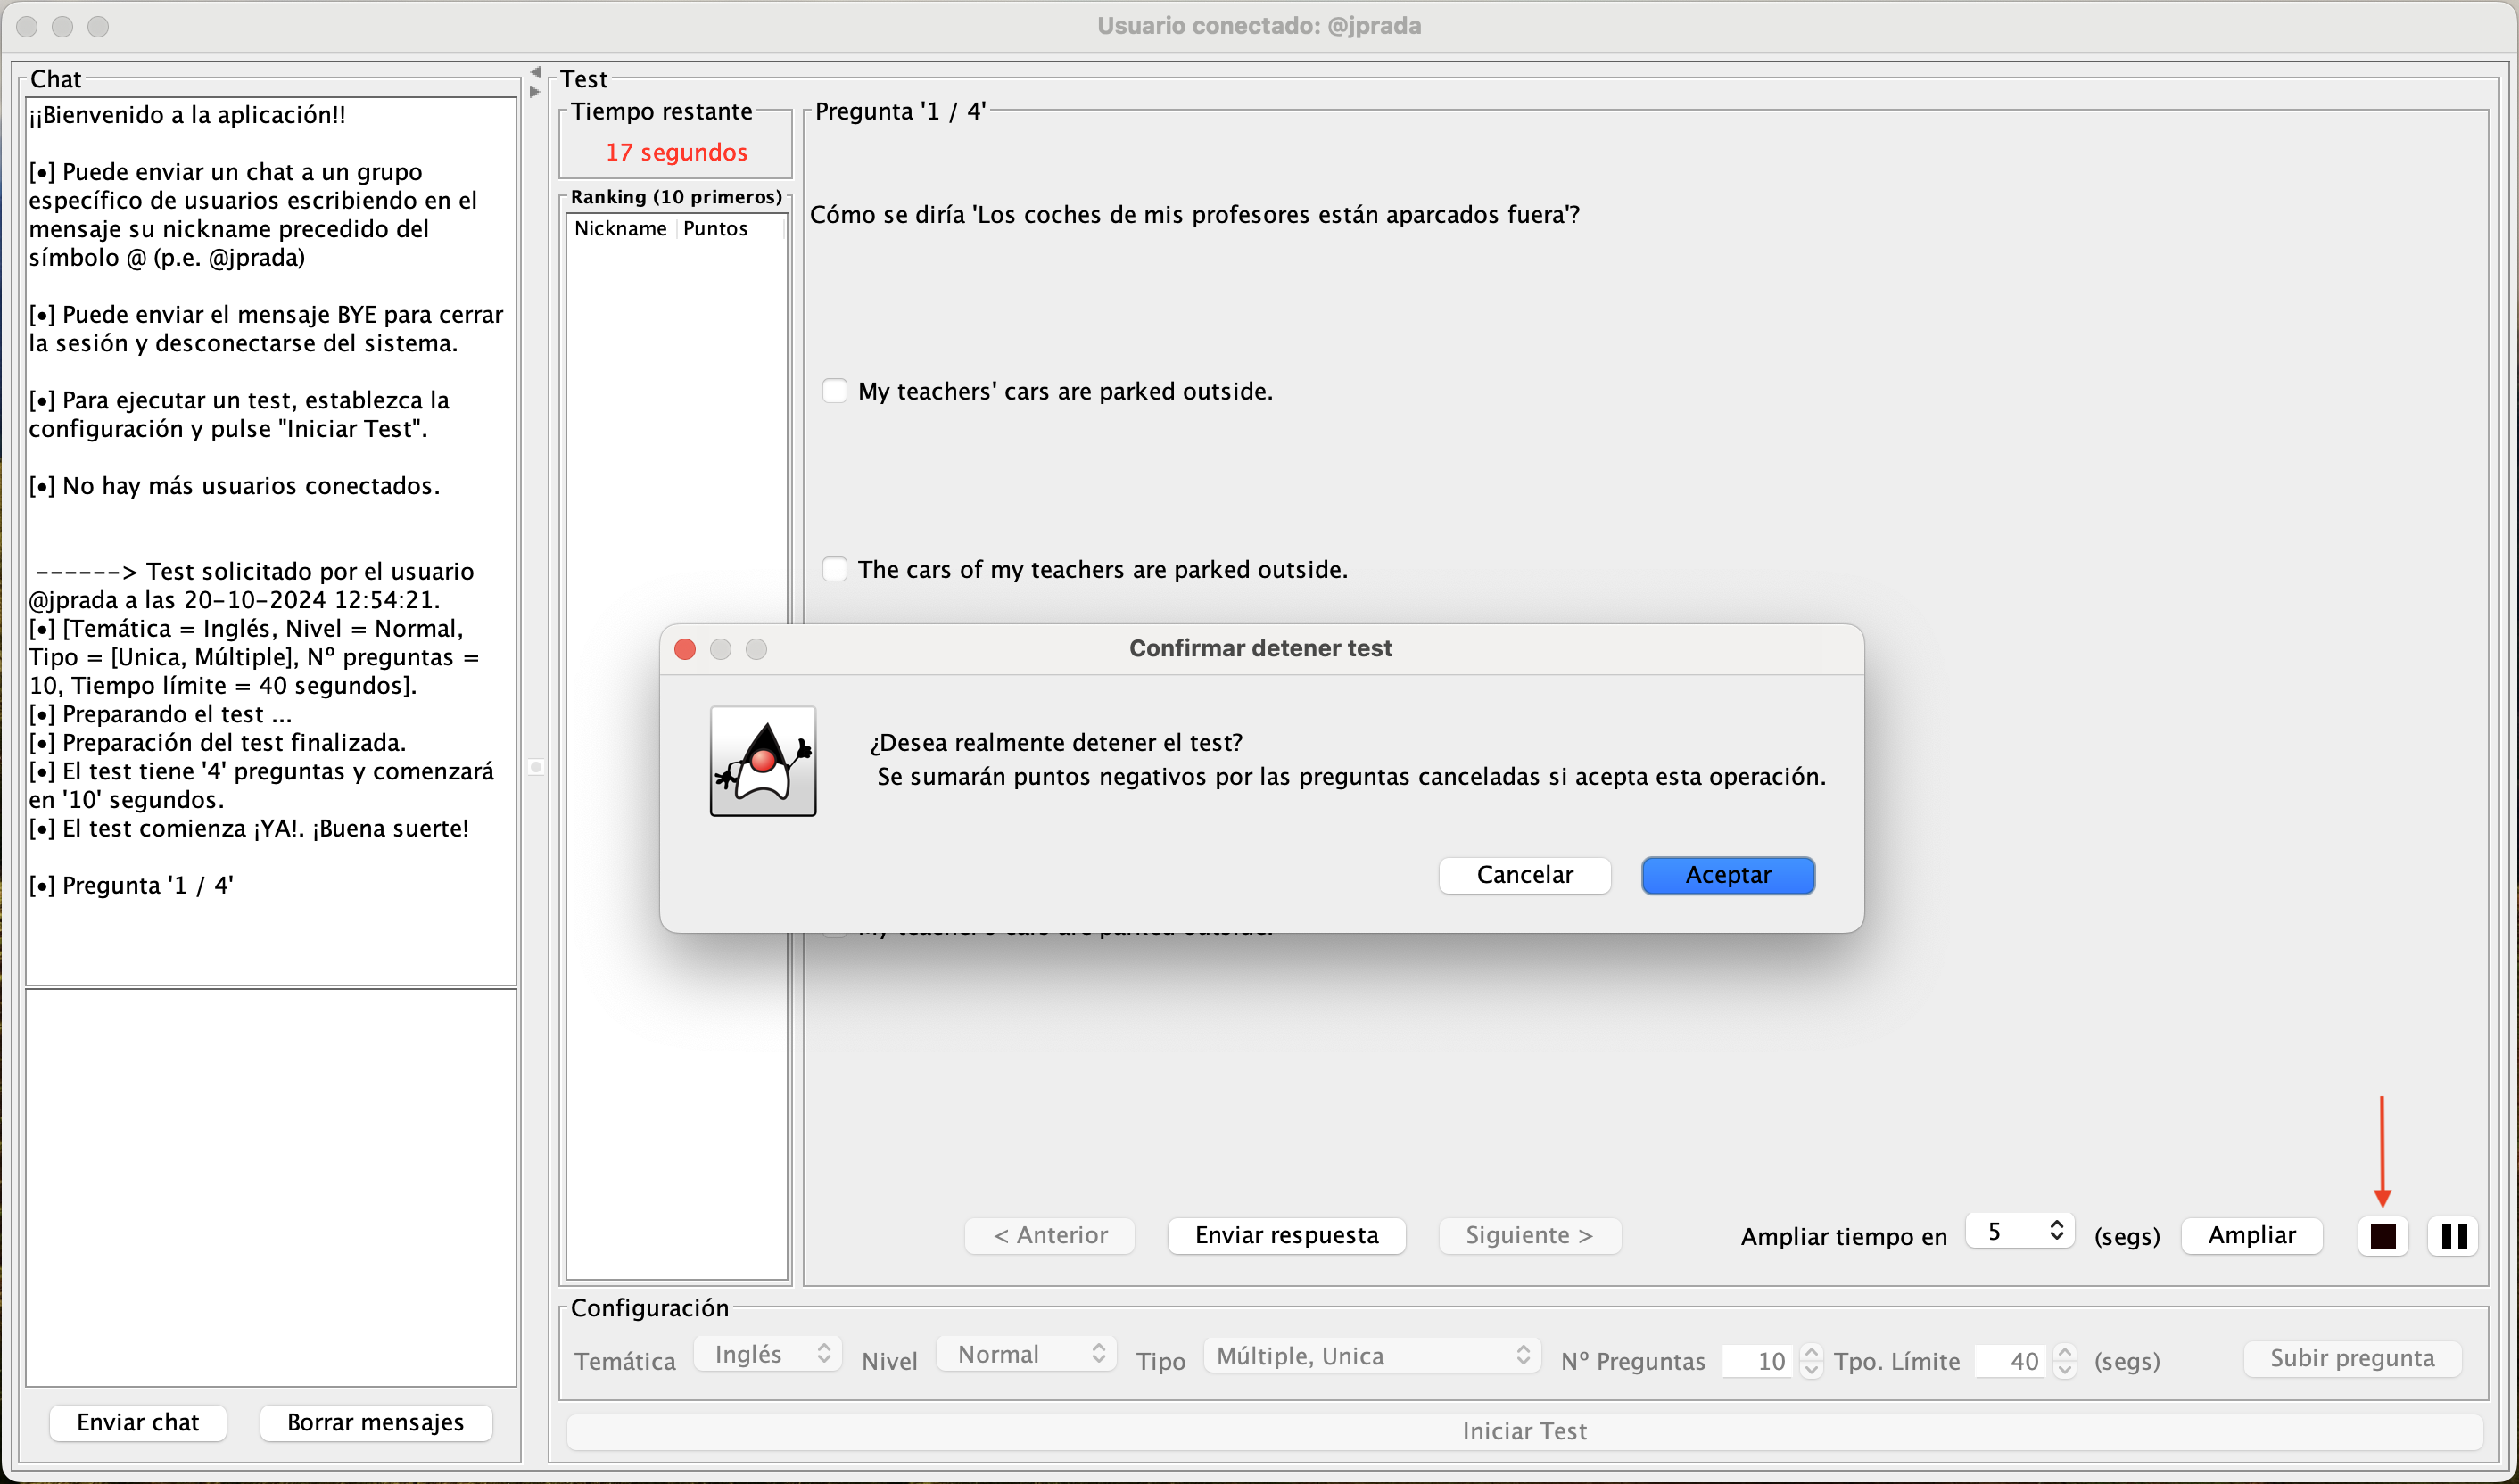 Usuario conectado: @jprada
Chat
¡¡Bienvenido a la aplicación!!
[•] Puede enviar un chat a un grupo
específico de usuarios escribiendo en el
mensaje su nickname precedido del
símbolo @ (p.e. @jprada)
[•] Puede enviar el mensaje BYE para cerrar
la sesión y desconectarse del sistema.
[•] Para ejecutar un test, establezca la
configuración y pulse "Iniciar Test".
[•] No hay más usuarios conectados.
------> Test solicitado por el usuario
@jprada a las 20-10-2024 12:54:21.
[•] [Temática = Inglés, Nivel = Normal,
Tipo = [Unica, Múltiple], Nº preguntas =
10, Tiempo límite = 40 segundos].
[•] Preparando el test ...
[•] Preparación del test finalizada.
[•] El test tiene '4' preguntas y comenzará
en '10' segundos.
[•] El test comienza ¡YA!. ¡Buena suerte!
[•] Pregunta '1 / 4'
Enviar chat
Borrar mensajes
Test
Tiempo restante
17 segundos
Ranking (10 primeros)
Nickname Puntos
Pregunta '1 / 4'
Cómo se diría 'Los coches de mis profesores están aparcados fuera'?
My teachers' cars are parked outside.
The cars of my teachers are parked outside.
Confirmar detener test
¿Desea realmente detener el test?
Se sumarán puntos negativos por las preguntas canceladas si acepta esta operación.
Cancelar
Aceptar
My teacher's cars are parked outside.
< Anterior
Enviar respuesta
Siguiente >
Ampliar tiempo en 5 (segs)
Ampliar
Configuración
Temática Inglés Nivel Normal Tipo Múltiple, Unica Nº Preguntas 10 Tpo. Límite 40 (segs)
Subir pregunta
Iniciar Test